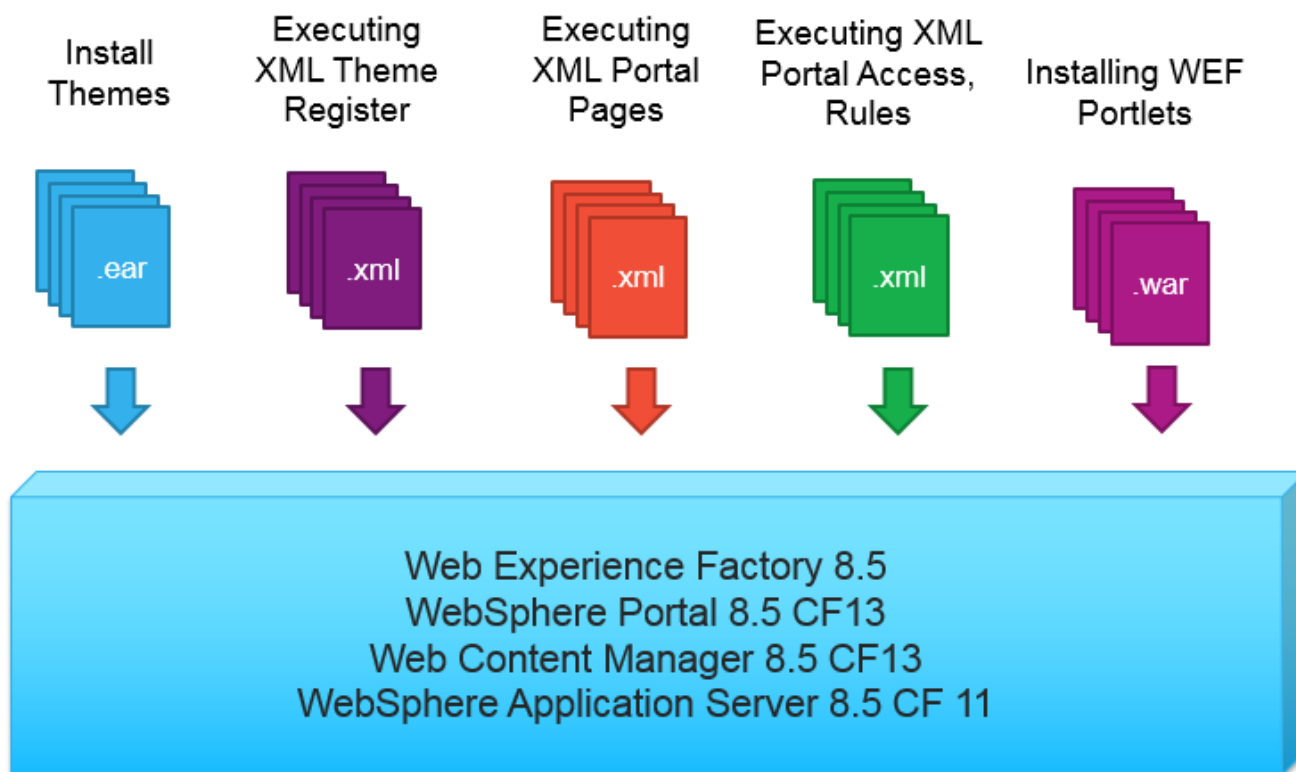 Install
Themes
Executing
XML Theme
Register
Executing
XML Portal
Pages
Executing XML
Portal Access,
Rules
Installing WEF
Portlets
.ear
.xml
.xml
.xml
.war
Web Experience Factory 8.5
WebSphere Portal 8.5 CF13
Web Content Manager 8.5 CF13
WebSphere Application Server 8.5 CF 11